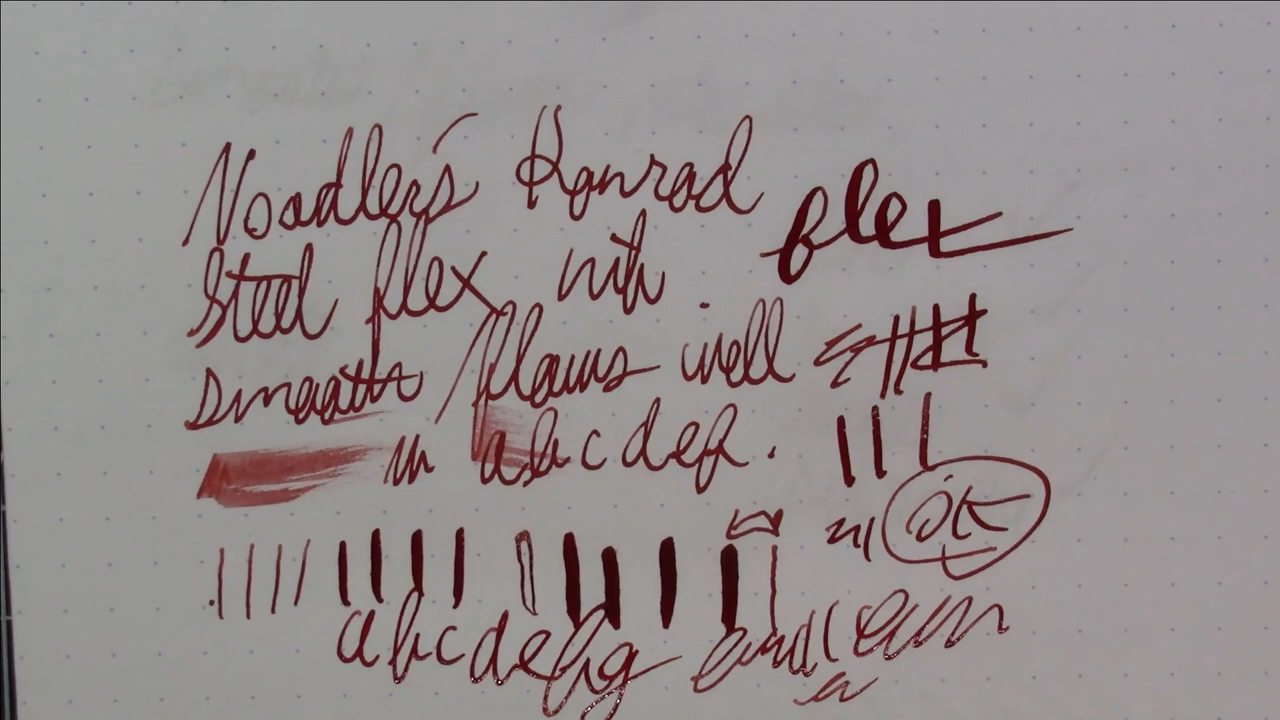 Noodler's Konrad flex
Steel flex nib
smooth / flows well
m abcdef.
OK
abcdefg